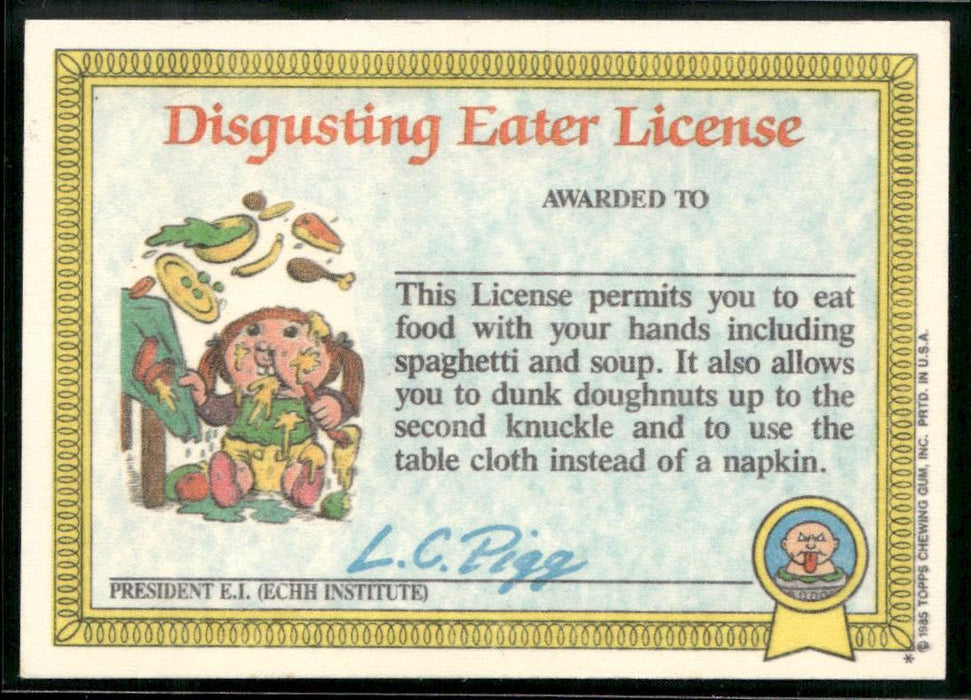 Disgusting Eater License
AWARDED TO
This License permits you to eat
food with your hands including
spaghetti and soup. It also allows
you to dunk doughnuts up to the
second knuckle and to use the
table cloth instead of a napkin.
L.C. Pigg
PRESIDENT E.I. (ECHH INSTITUTE)
* © 1985 TOPPS CHEWING GUM, INC. PRTD. IN U.S.A.